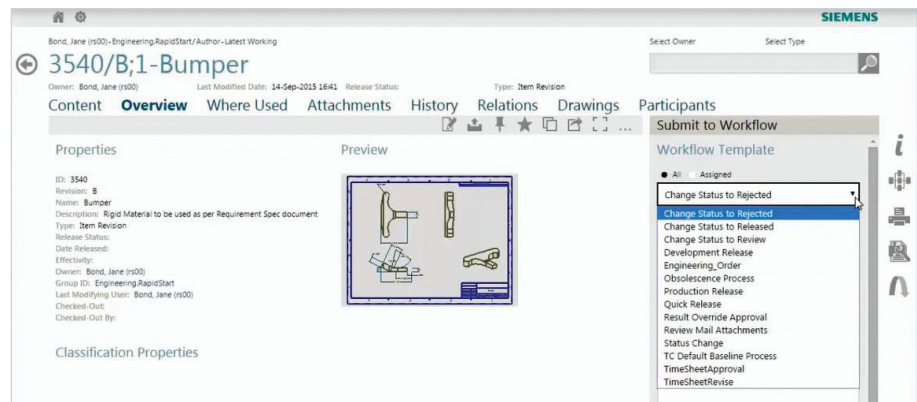 SIEMENS
Bond, Jane (rs00)-Engineering.RapidStart/Author-Latest Working
Select Owner
Select Type
3540/B;1-Bumper
Owner: Bond, Jane (rs00)
Last Modified Date: 14-Sep-2015 16:41
Release Status:
Type: Item Revision
Content
Overview
Where Used
Attachments
History
Relations
Drawings
Participants
...
Submit to Workflow
Properties
ID: 3540
Revision: B
Name: Bumper
Description: Rigid Material to be used as per Requirement Spec document
Type: Item Revision
Release Status:
Date Released:
Effectivity:
Owner: Bond, Jane (rs00)
Group ID: Engineering.RapidStart
Last Modifying User: Bond, Jane (rs00)
Checked-Out:
Checked-Out By:
Classification Properties
Preview
Workflow Template
All
Assigned
Change Status to Rejected
Change Status to Rejected
Change Status to Released
Change Status to Review
Development Release
Engineering_Order
Obsolescence Process
Production Release
Quick Release
Result Override Approval
Review Mail Attachments
Status Change
TC Default Baseline Process
TimeSheetApproval
TimeSheetRevise